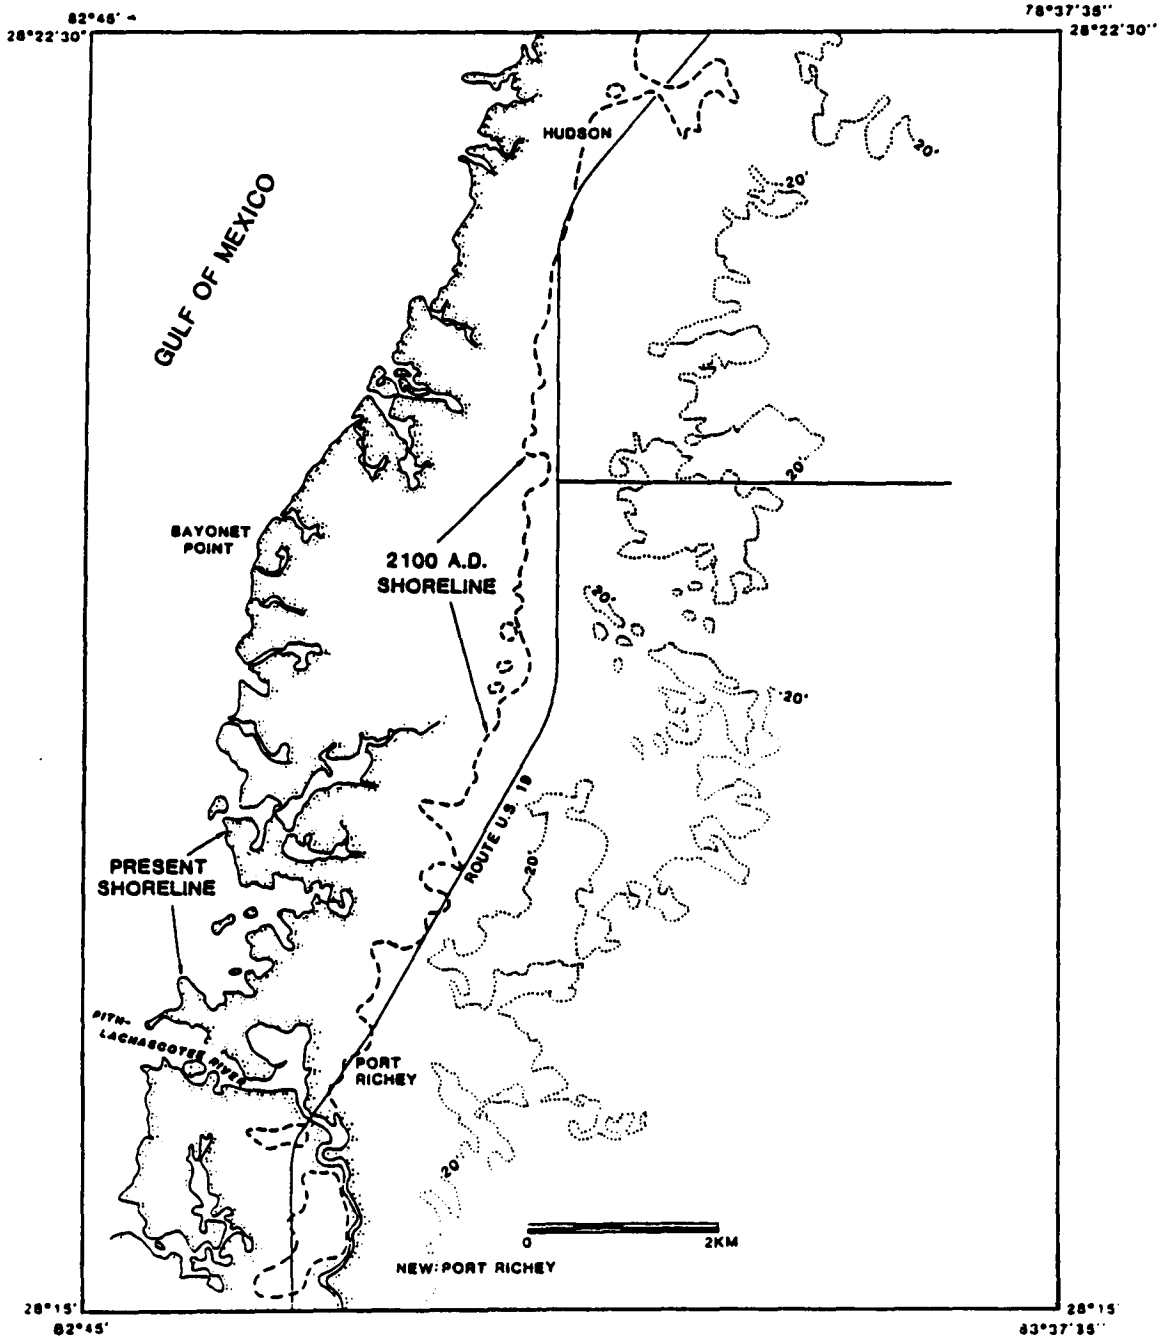 82°45'
78°37'35''
28°22'30''
28°22'30''
HUDSON
20'
20'
GULF OF MEXICO
20'
BAYONET
POINT
2100 A.D.
SHORELINE
20'
20'
ROUTE U.S. 19
20'
PRESENT
SHORELINE
PITH-
LACHASCOTEE RIVER
PORT
RICHEY
20'
0 2KM
NEW PORT RICHEY
28°15'
28°15'
82°45'
83°37'35''